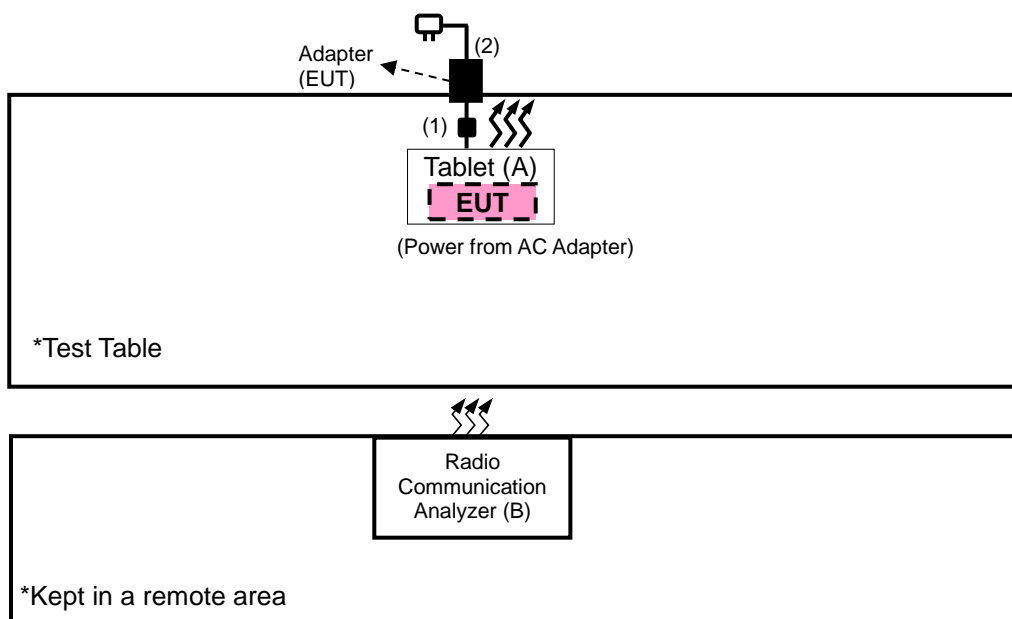 (2)
Adapter
(EUT)
(1)
Tablet (A)
EUT
(Power from AC Adapter)
*Test Table
Radio
Communication
Analyzer (B)
*Kept in a remote area